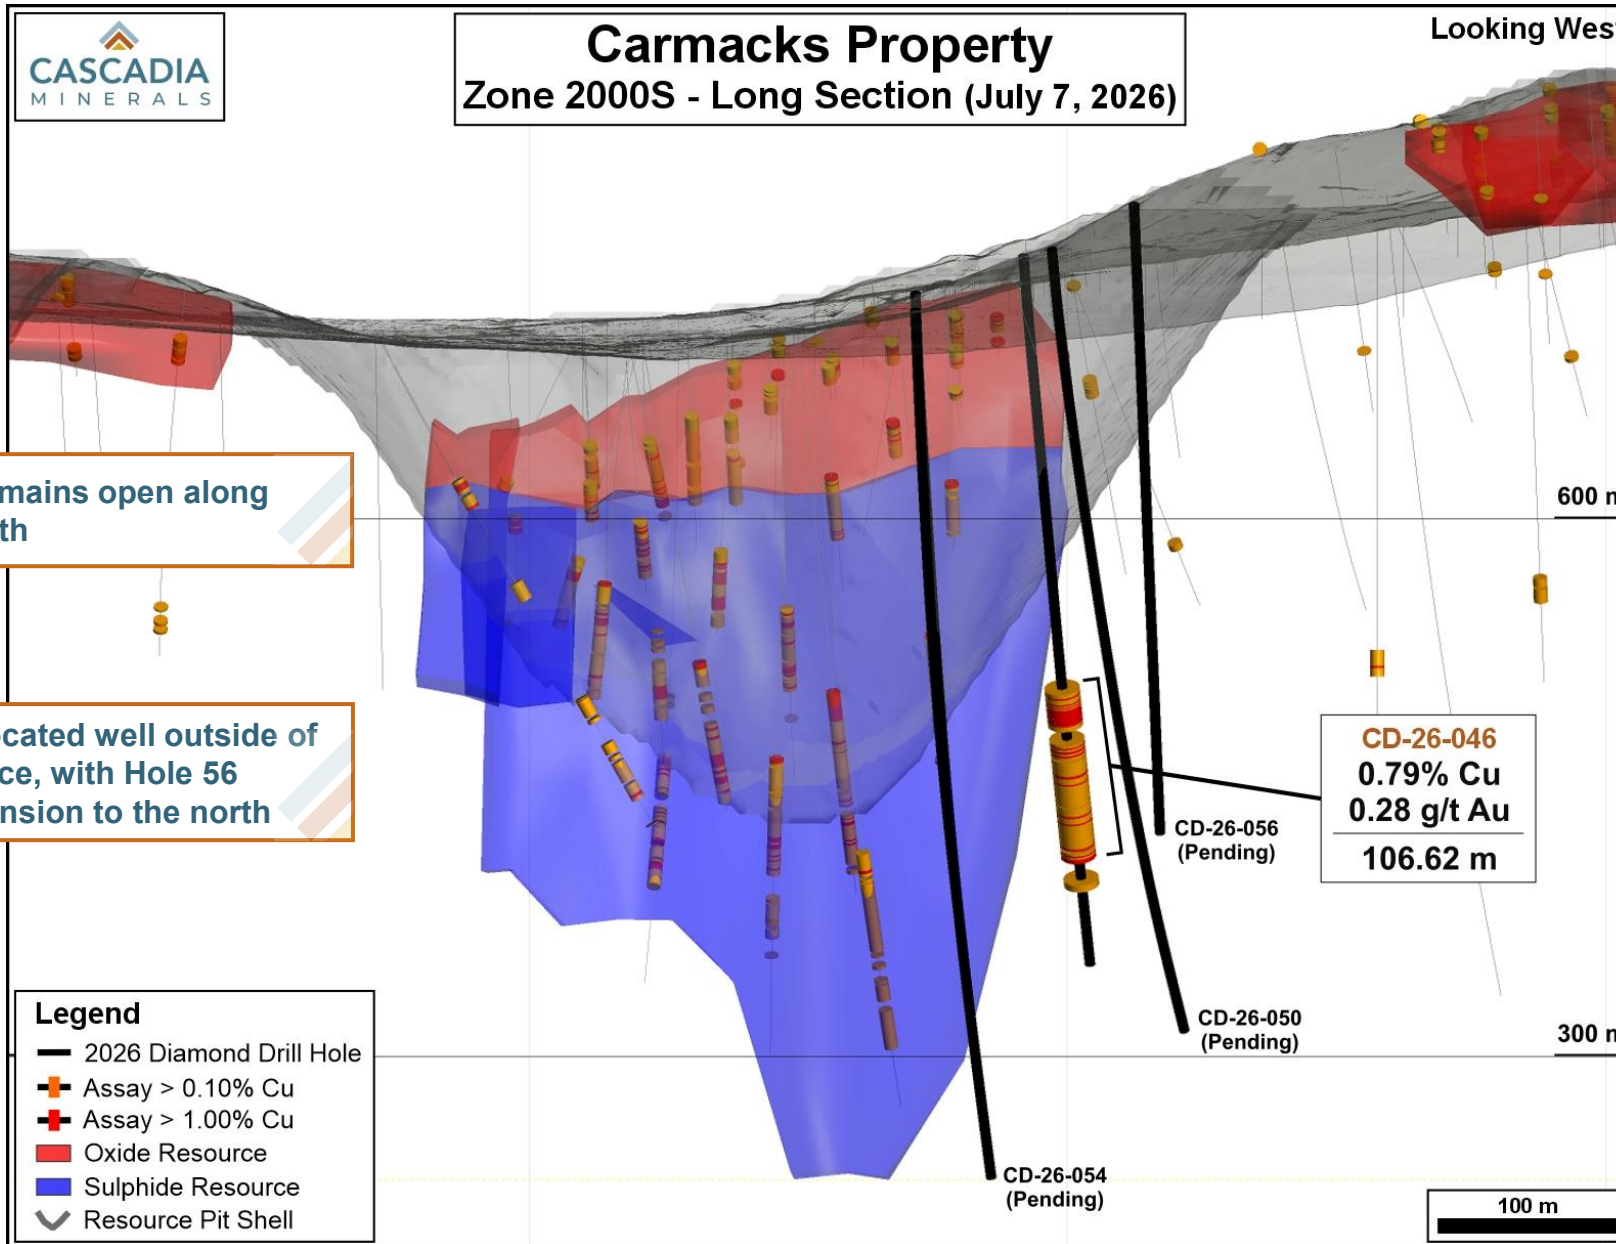 CASCADIA
MINERALS
Carmacks Property
Zone 2000S - Long Section (July 7, 2026)
Looking Wes
mains open along
th
600 m
cated well outside of
ce, with Hole 56
nsion to the north
CD-26-046
0.79% Cu
0.28 g/t Au
106.62 m
CD-26-056
(Pending)
CD-26-050
(Pending)
300 m
CD-26-054
(Pending)
Legend
2026 Diamond Drill Hole
Assay > 0.10% Cu
Assay > 1.00% Cu
Oxide Resource
Sulphide Resource
Resource Pit Shell
100 m